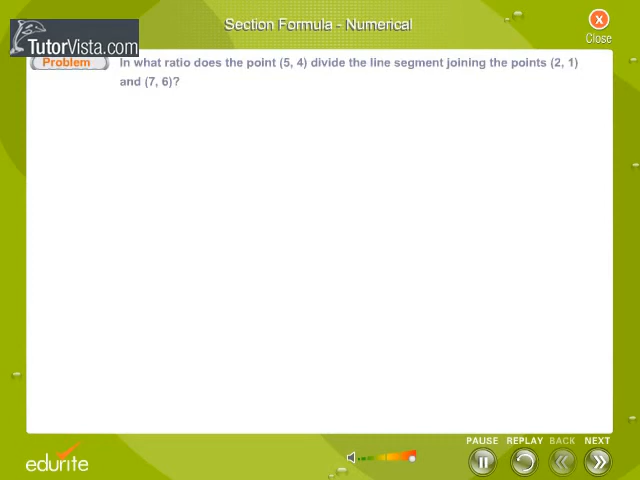 Section Formula - Numerical
X
Close
TutorVista.com
Problem
In what ratio does the point (5, 4) divide the line segment joining the points (2, 1)
and (7, 6)?
PAUSE REPLAY BACK NEXT
edurite